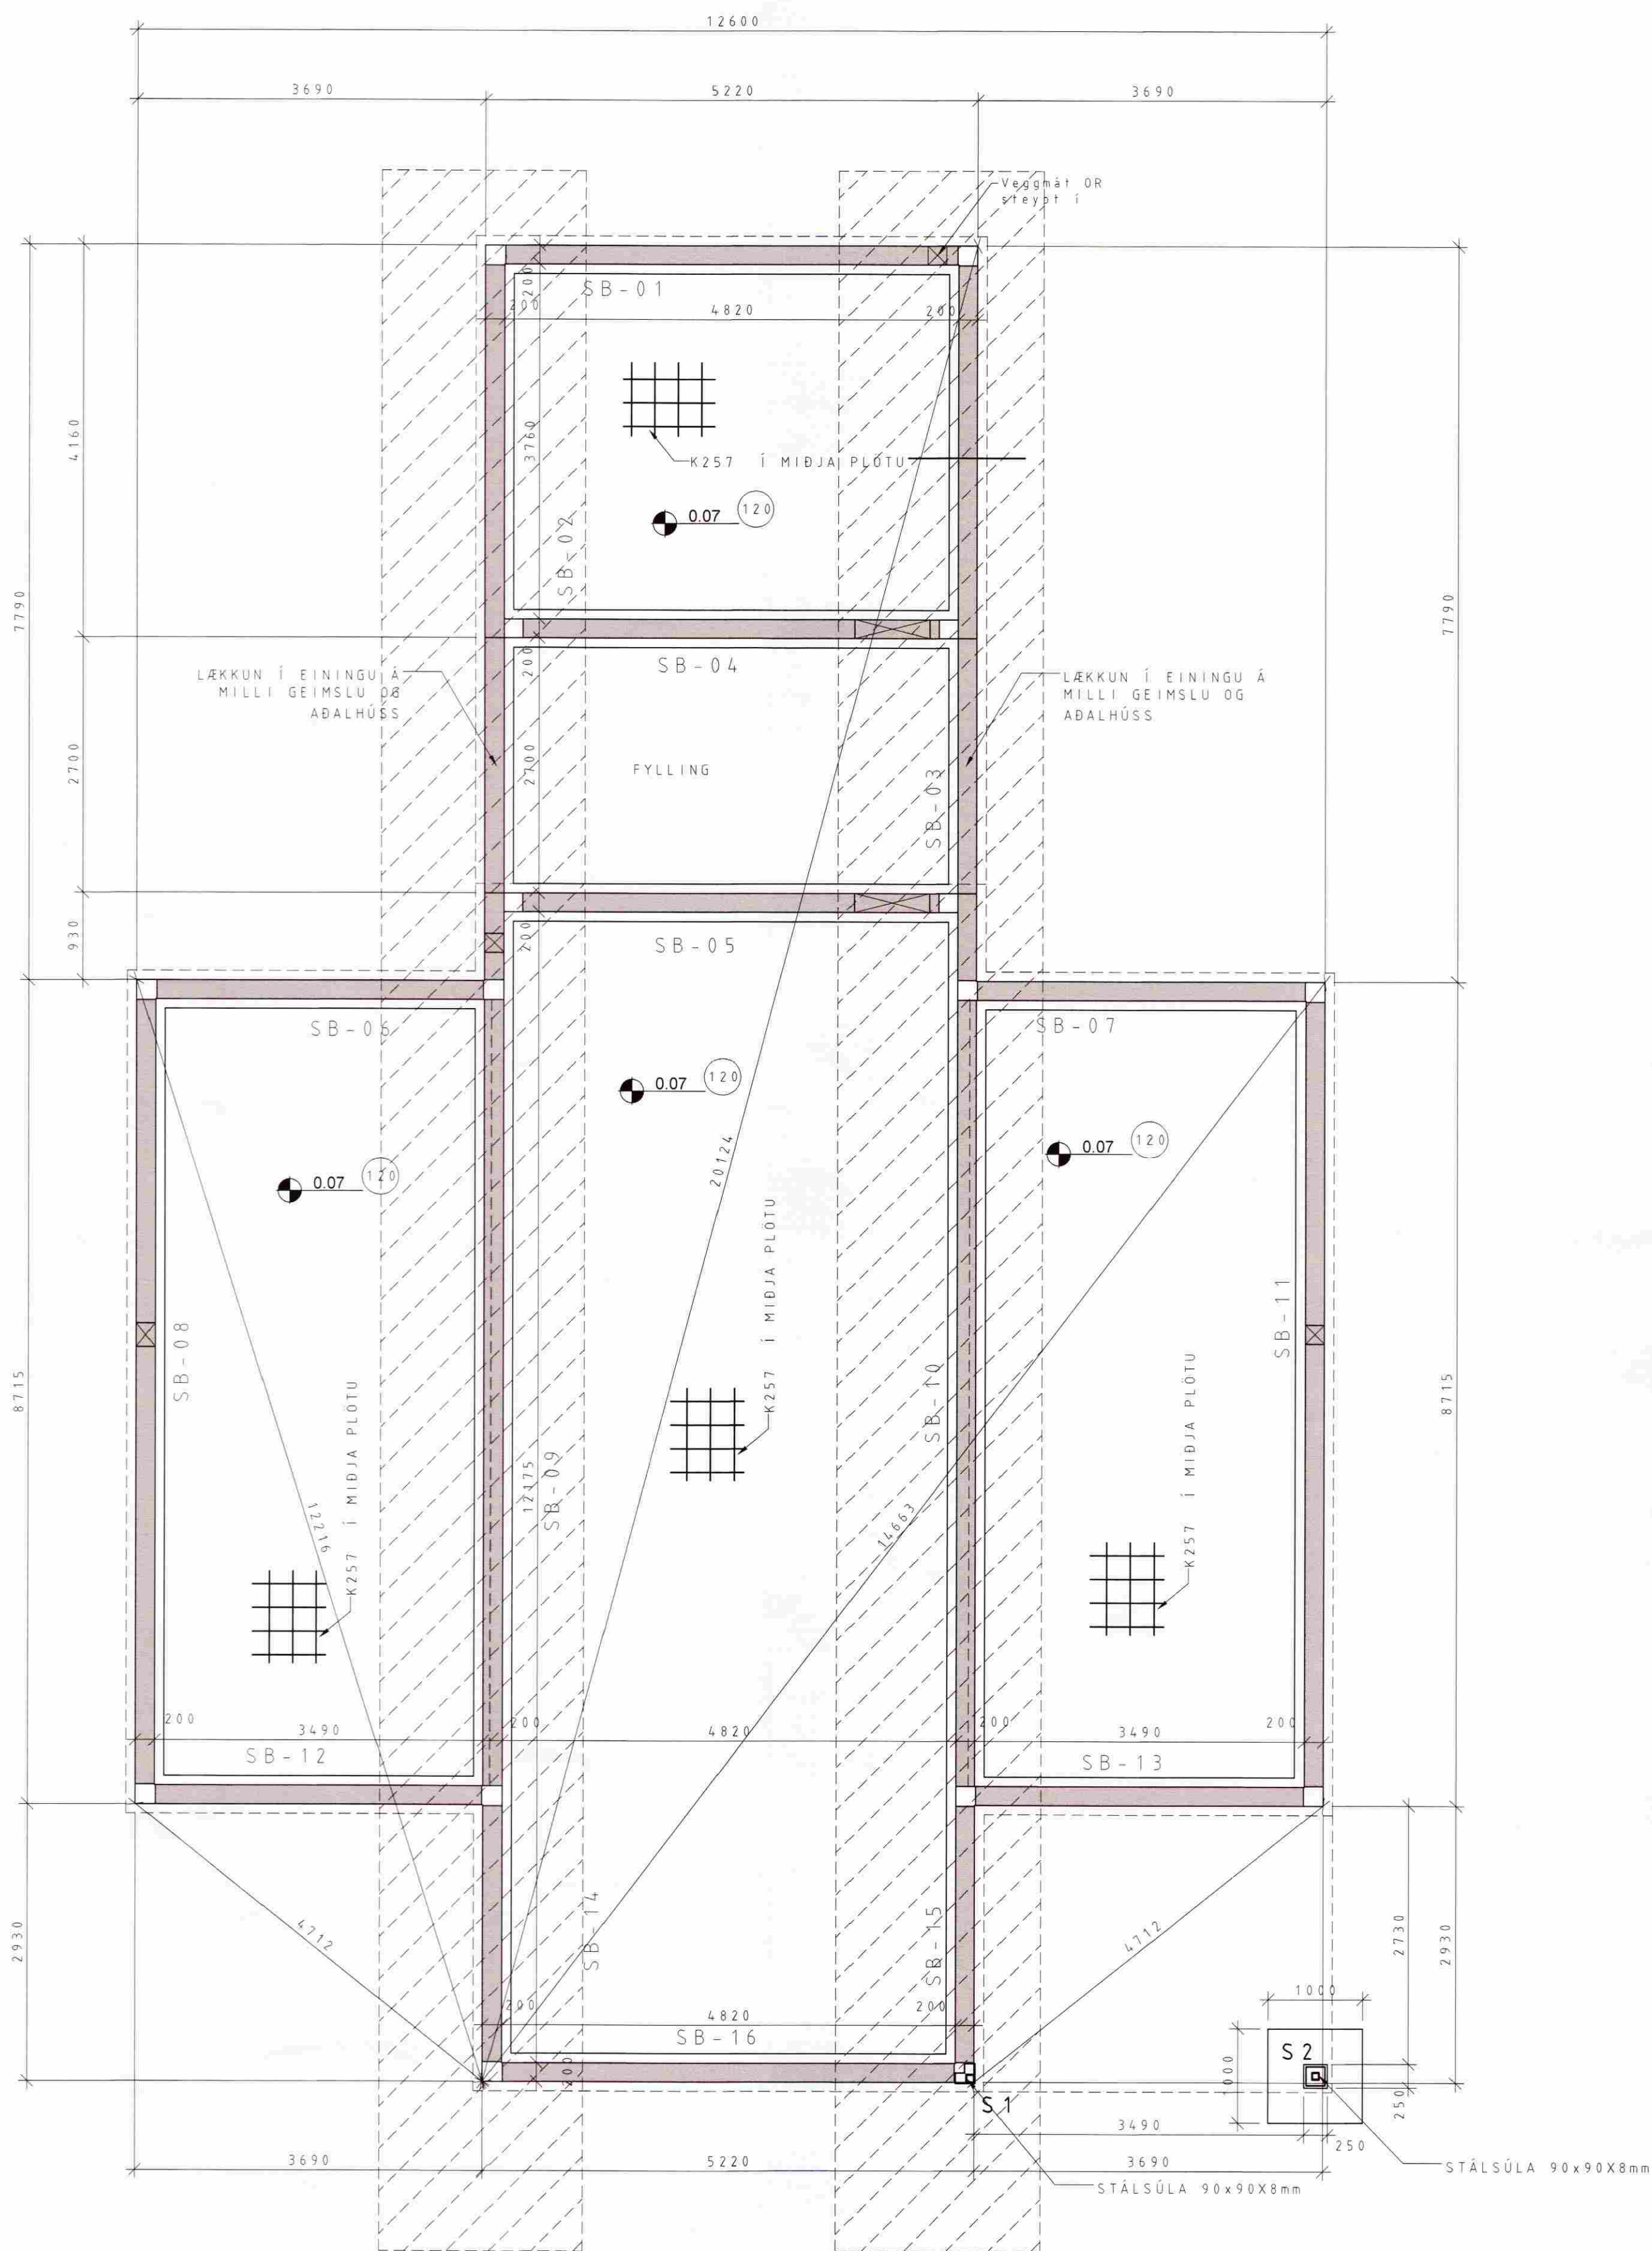 12600
3690
5220
3690
Veggmát OR
steypt í
SB-01
200
200
4820
200
4160
3760
K257 Í MIÐJA PLÖTU
0.07
120
SB-02
7790
7790
SB-04
200
LÆKKUN Í EININGU Á
MILLI GEIMSLU OG
AÐALHÚSS
LÆKKUN Í EININGU Á
MILLI GEIMSLU OG
AÐALHÚSS
2700
2700
FYLLING
SB-03
930
200
SB-05
SB-06
SB-07
0.07
120
0.07
120
0.07
120
20124
K257 Í MIÐJA PLÖTU
SB-08
SB-11
8715
8715
K257 Í MIÐJA PLÖTU
SB-10
K257 Í MIÐJA PLÖTU
12216
12175
SB-09
14663
200
3490
200
4820
200
3490
200
SB-12
SB-13
4712
SB-14
SB-15
4712
2930
2730
2930
200
4820
200
SB-16
200
1000
1000
S2
250
S1
3490
250
3690
5220
3690
STÁLSÚLA 90x90X8mm
STÁLSÚLA 90x90X8mm